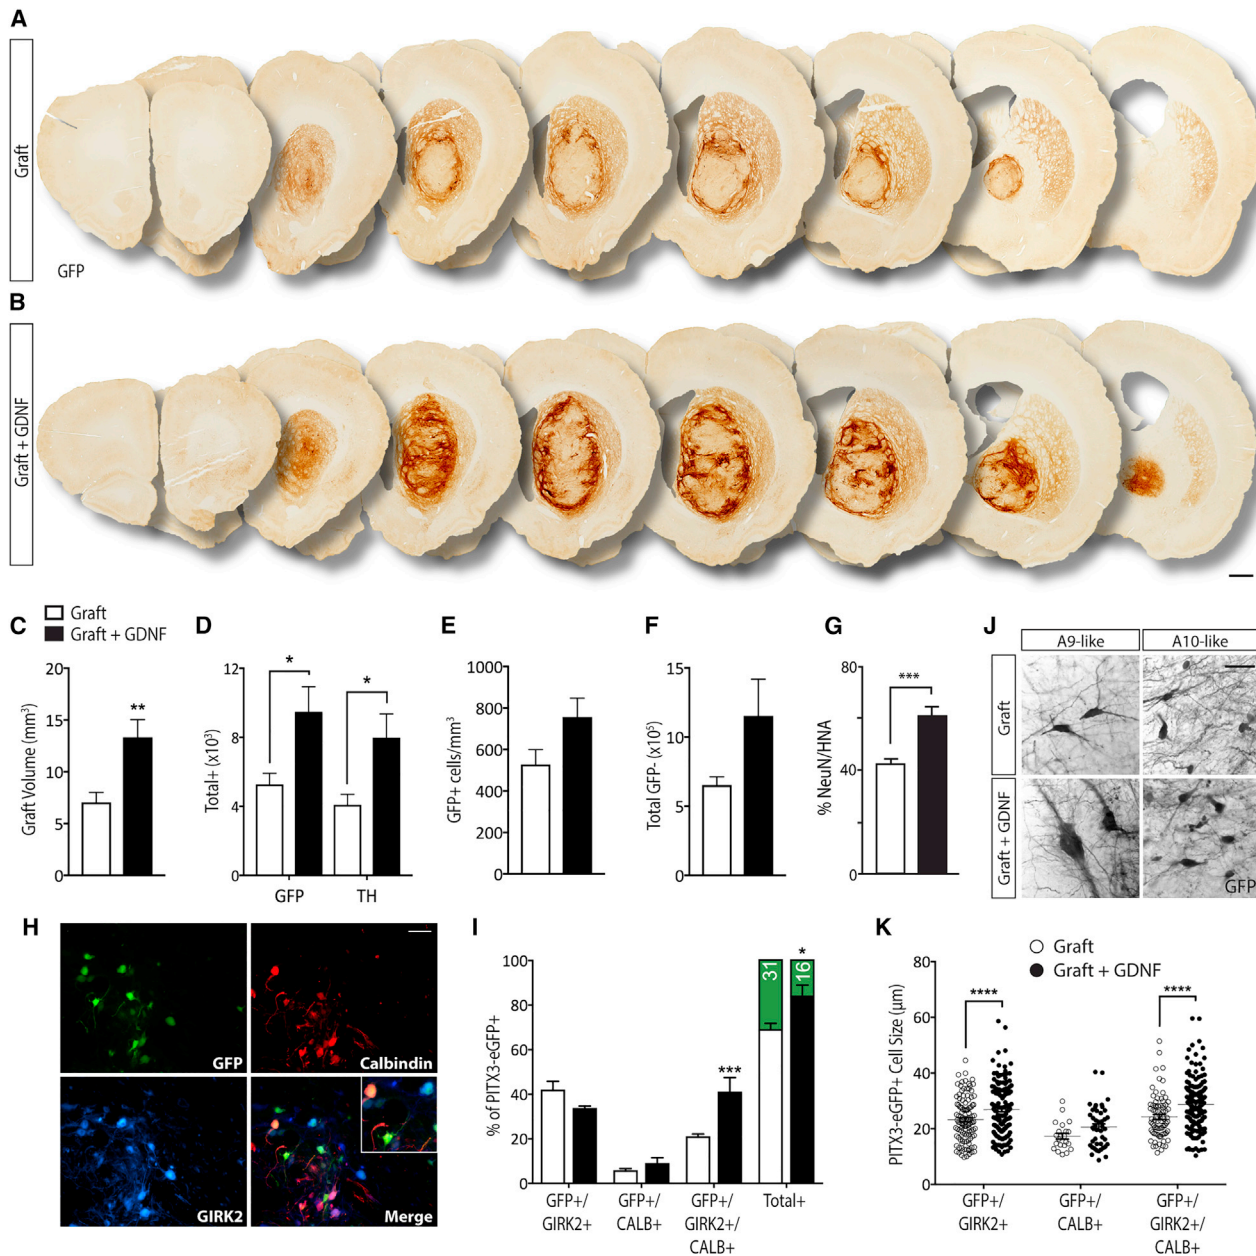 A
Graft
GFP
B
Graft + GDNF
Graft
Graft + GDNF
C
20
15
10
5
0
Graft Volume (mm³)
**
D
12
8
4
0
Total+ (x10³)
*
*
GFP
TH
E
1000
800
600
400
200
0
GFP+ cells/mm³
F
15
10
5
0
Total GFP- (x10⁵)
G
80
40
0
% NeuN/HNA
***
J
A9-like
A10-like
Graft
Graft + GDNF
GFP
H
GFP
Calbindin
GIRK2
Merge
I
100
80
60
40
20
0
% of PITX3-eGFP+
***
31
16
*
GFP+/
GIRK2+
GFP+/
CALB+
GFP+/
GIRK2+/
CALB+
Total+
K
Graft
Graft + GDNF
80
60
40
20
0
PITX3-eGFP+ Cell Size (µm)
****
****
GFP+/
GIRK2+
GFP+/
CALB+
GFP+/
GIRK2+/
CALB+